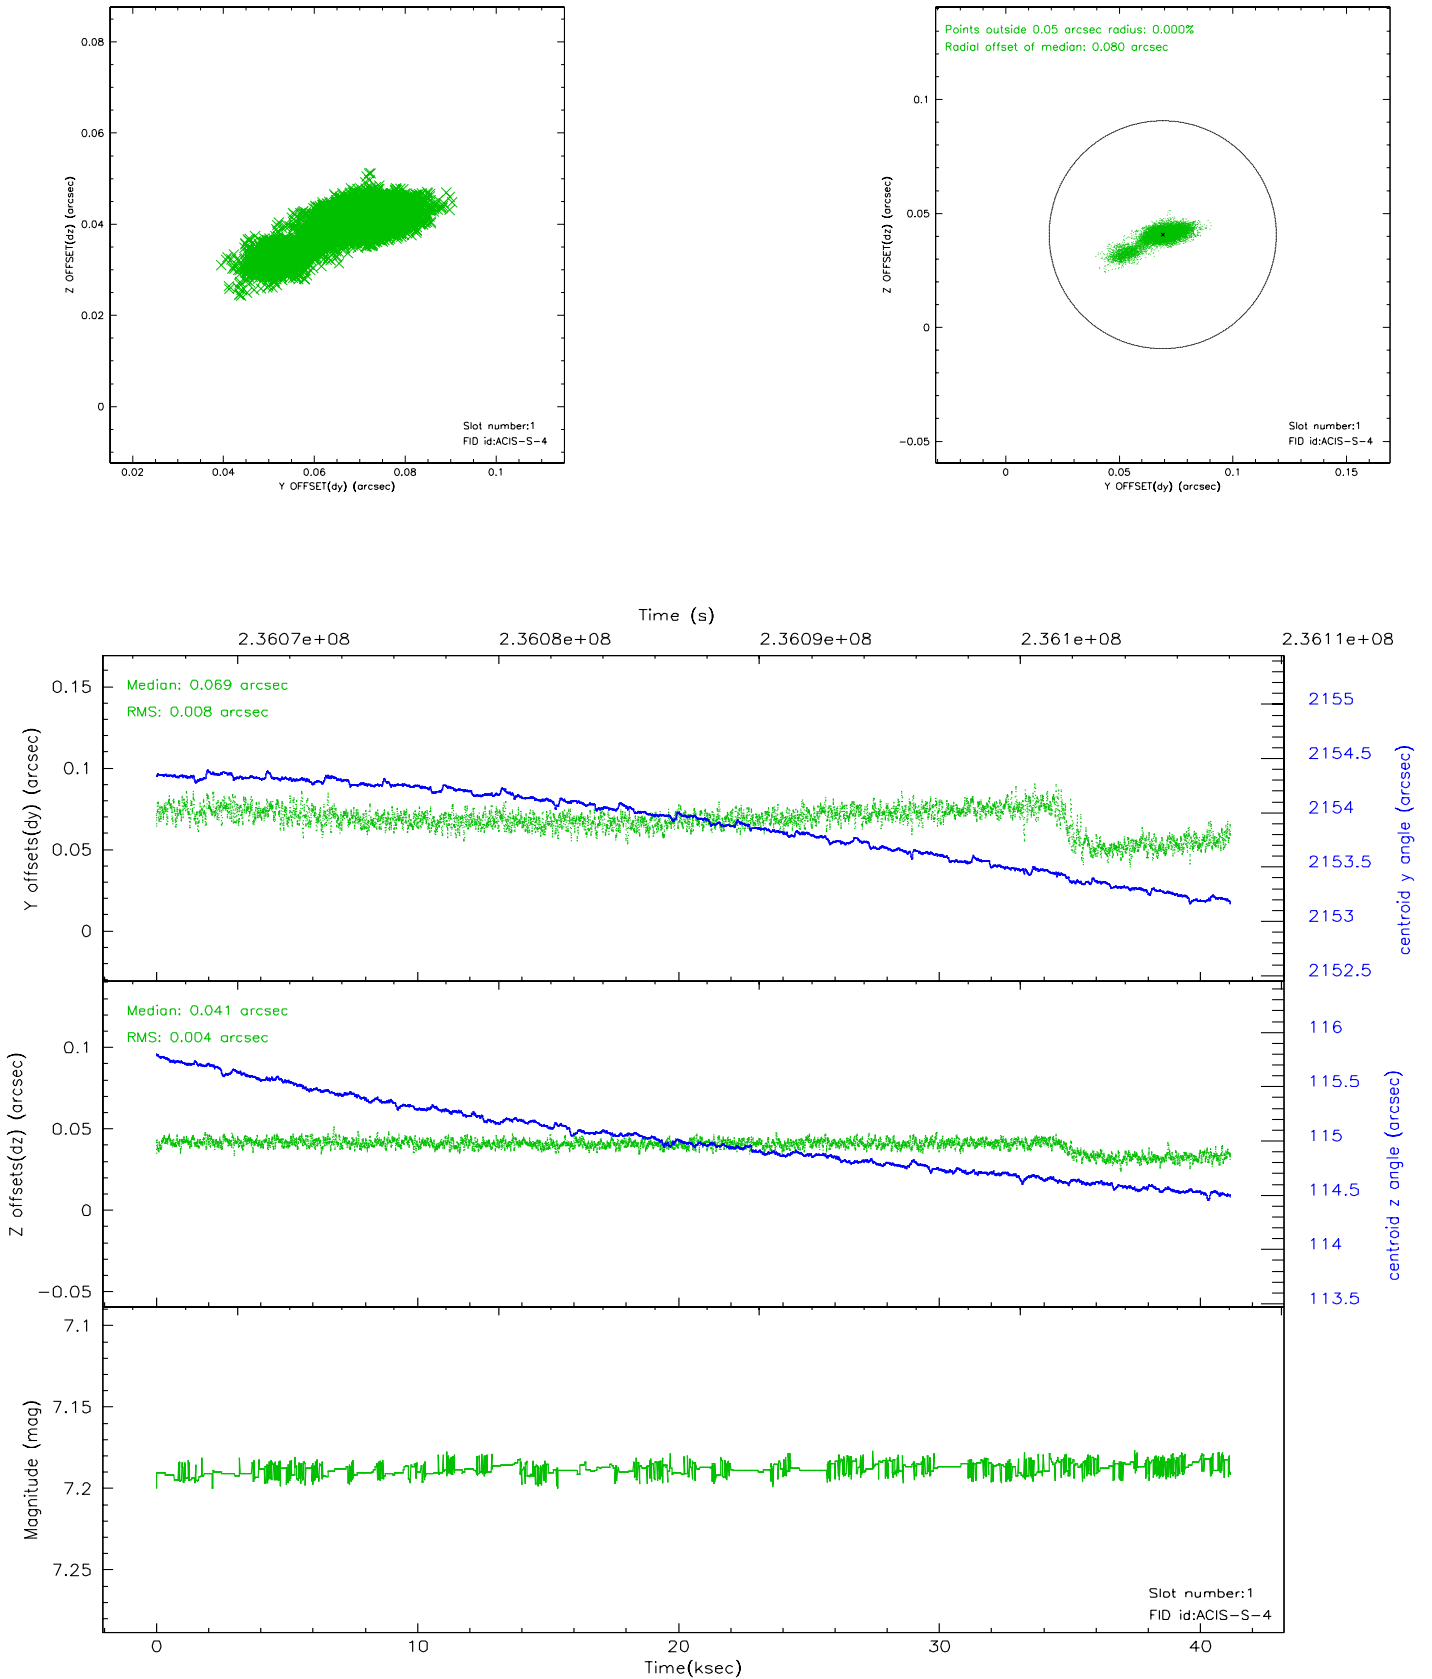 0.08
0.06
0.04
0.02
0
Z OFFSET(dz) (arcsec)
Slot number:1
FID id:ACIS-S-4
0.02 0.04 0.06 0.08 0.1
Y OFFSET(dy) (arcsec)
Points outside 0.05 arcsec radius: 0.000%
Radial offset of median: 0.080 arcsec
0.1
0.05
0
-0.05
Z OFFSET(dz) (arcsec)
Slot number:1
FID id:ACIS-S-4
0 0.05 0.1 0.15
Y OFFSET(dy) (arcsec)
Time (s)
2.3607e+08 2.3608e+08 2.3609e+08 2.361e+08 2.3611e+08
Median: 0.069 arcsec
RMS: 0.008 arcsec
0.15
0.1
0.05
0
Y offsets(dy) (arcsec)
2155
2154.5
2154
2153.5
2153
2152.5
centroid y angle (arcsec)
Median: 0.041 arcsec
RMS: 0.004 arcsec
0.1
0.05
0
-0.05
Z offsets(dz) (arcsec)
116
115.5
115
114.5
114
113.5
centroid z angle (arcsec)
7.1
7.15
7.2
7.25
Magnitude (mag)
Slot number:1
FID id:ACIS-S-4
0 10 20 30 40
Time(ksec)